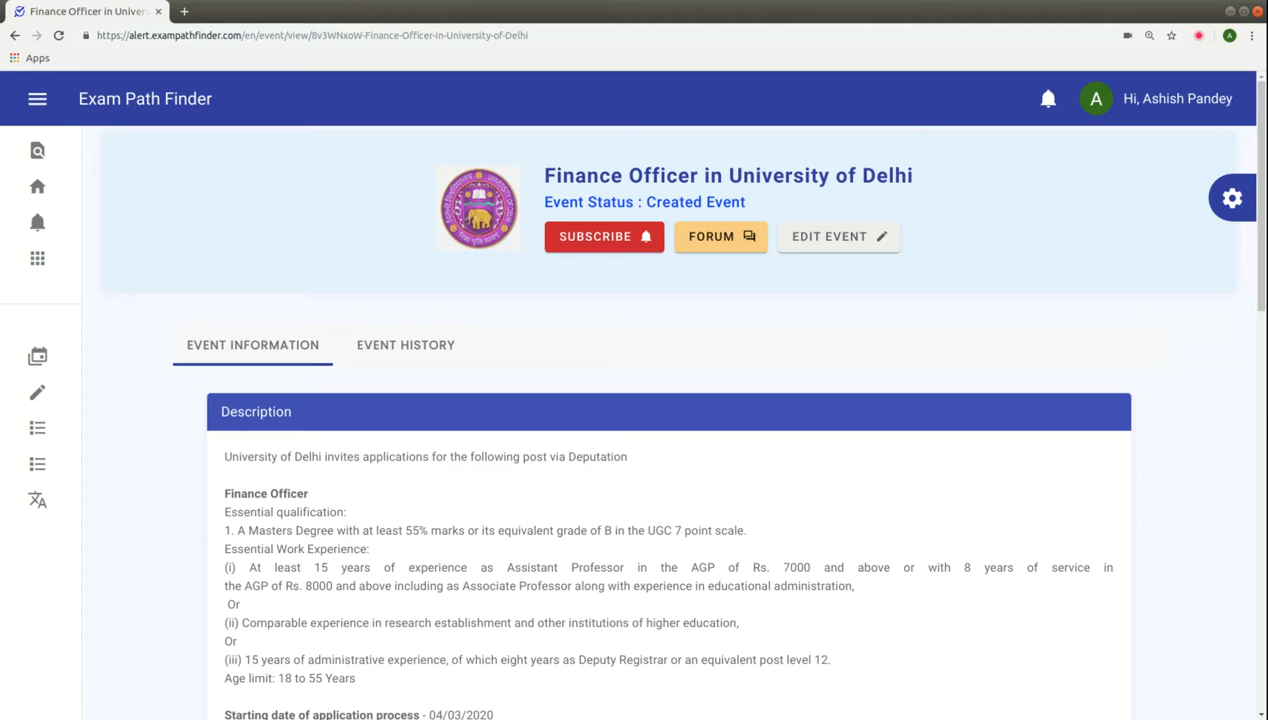 Finance Officer in Univer
https://alert.exampathfinder.com/en/event/view/8v3WNxoW-Finance-Officer-in-University-of-Delhi
A
Apps
Exam Path Finder
A
Hi, Ashish Pandey
Finance Officer in University of Delhi
Event Status : Created Event
SUBSCRIBE
FORUM
EDIT EVENT
EVENT INFORMATION
EVENT HISTORY
Description
University of Delhi invites applications for the following post via Deputation
Finance Officer
Essential qualification:
1. A Masters Degree with at least 55% marks or its equivalent grade of B in the UGC 7 point scale.
Essential Work Experience:
(i) At least 15 years of experience as Assistant Professor in the AGP of Rs. 7000 and above or with 8 years of service in
the AGP of Rs. 8000 and above including as Associate Professor along with experience in educational administration,
Or
(ii) Comparable experience in research establishment and other institutions of higher education,
Or
(iii) 15 years of administrative experience, of which eight years as Deputy Registrar or an equivalent post level 12.
Age limit: 18 to 55 Years
Starting date of application process - 04/03/2020